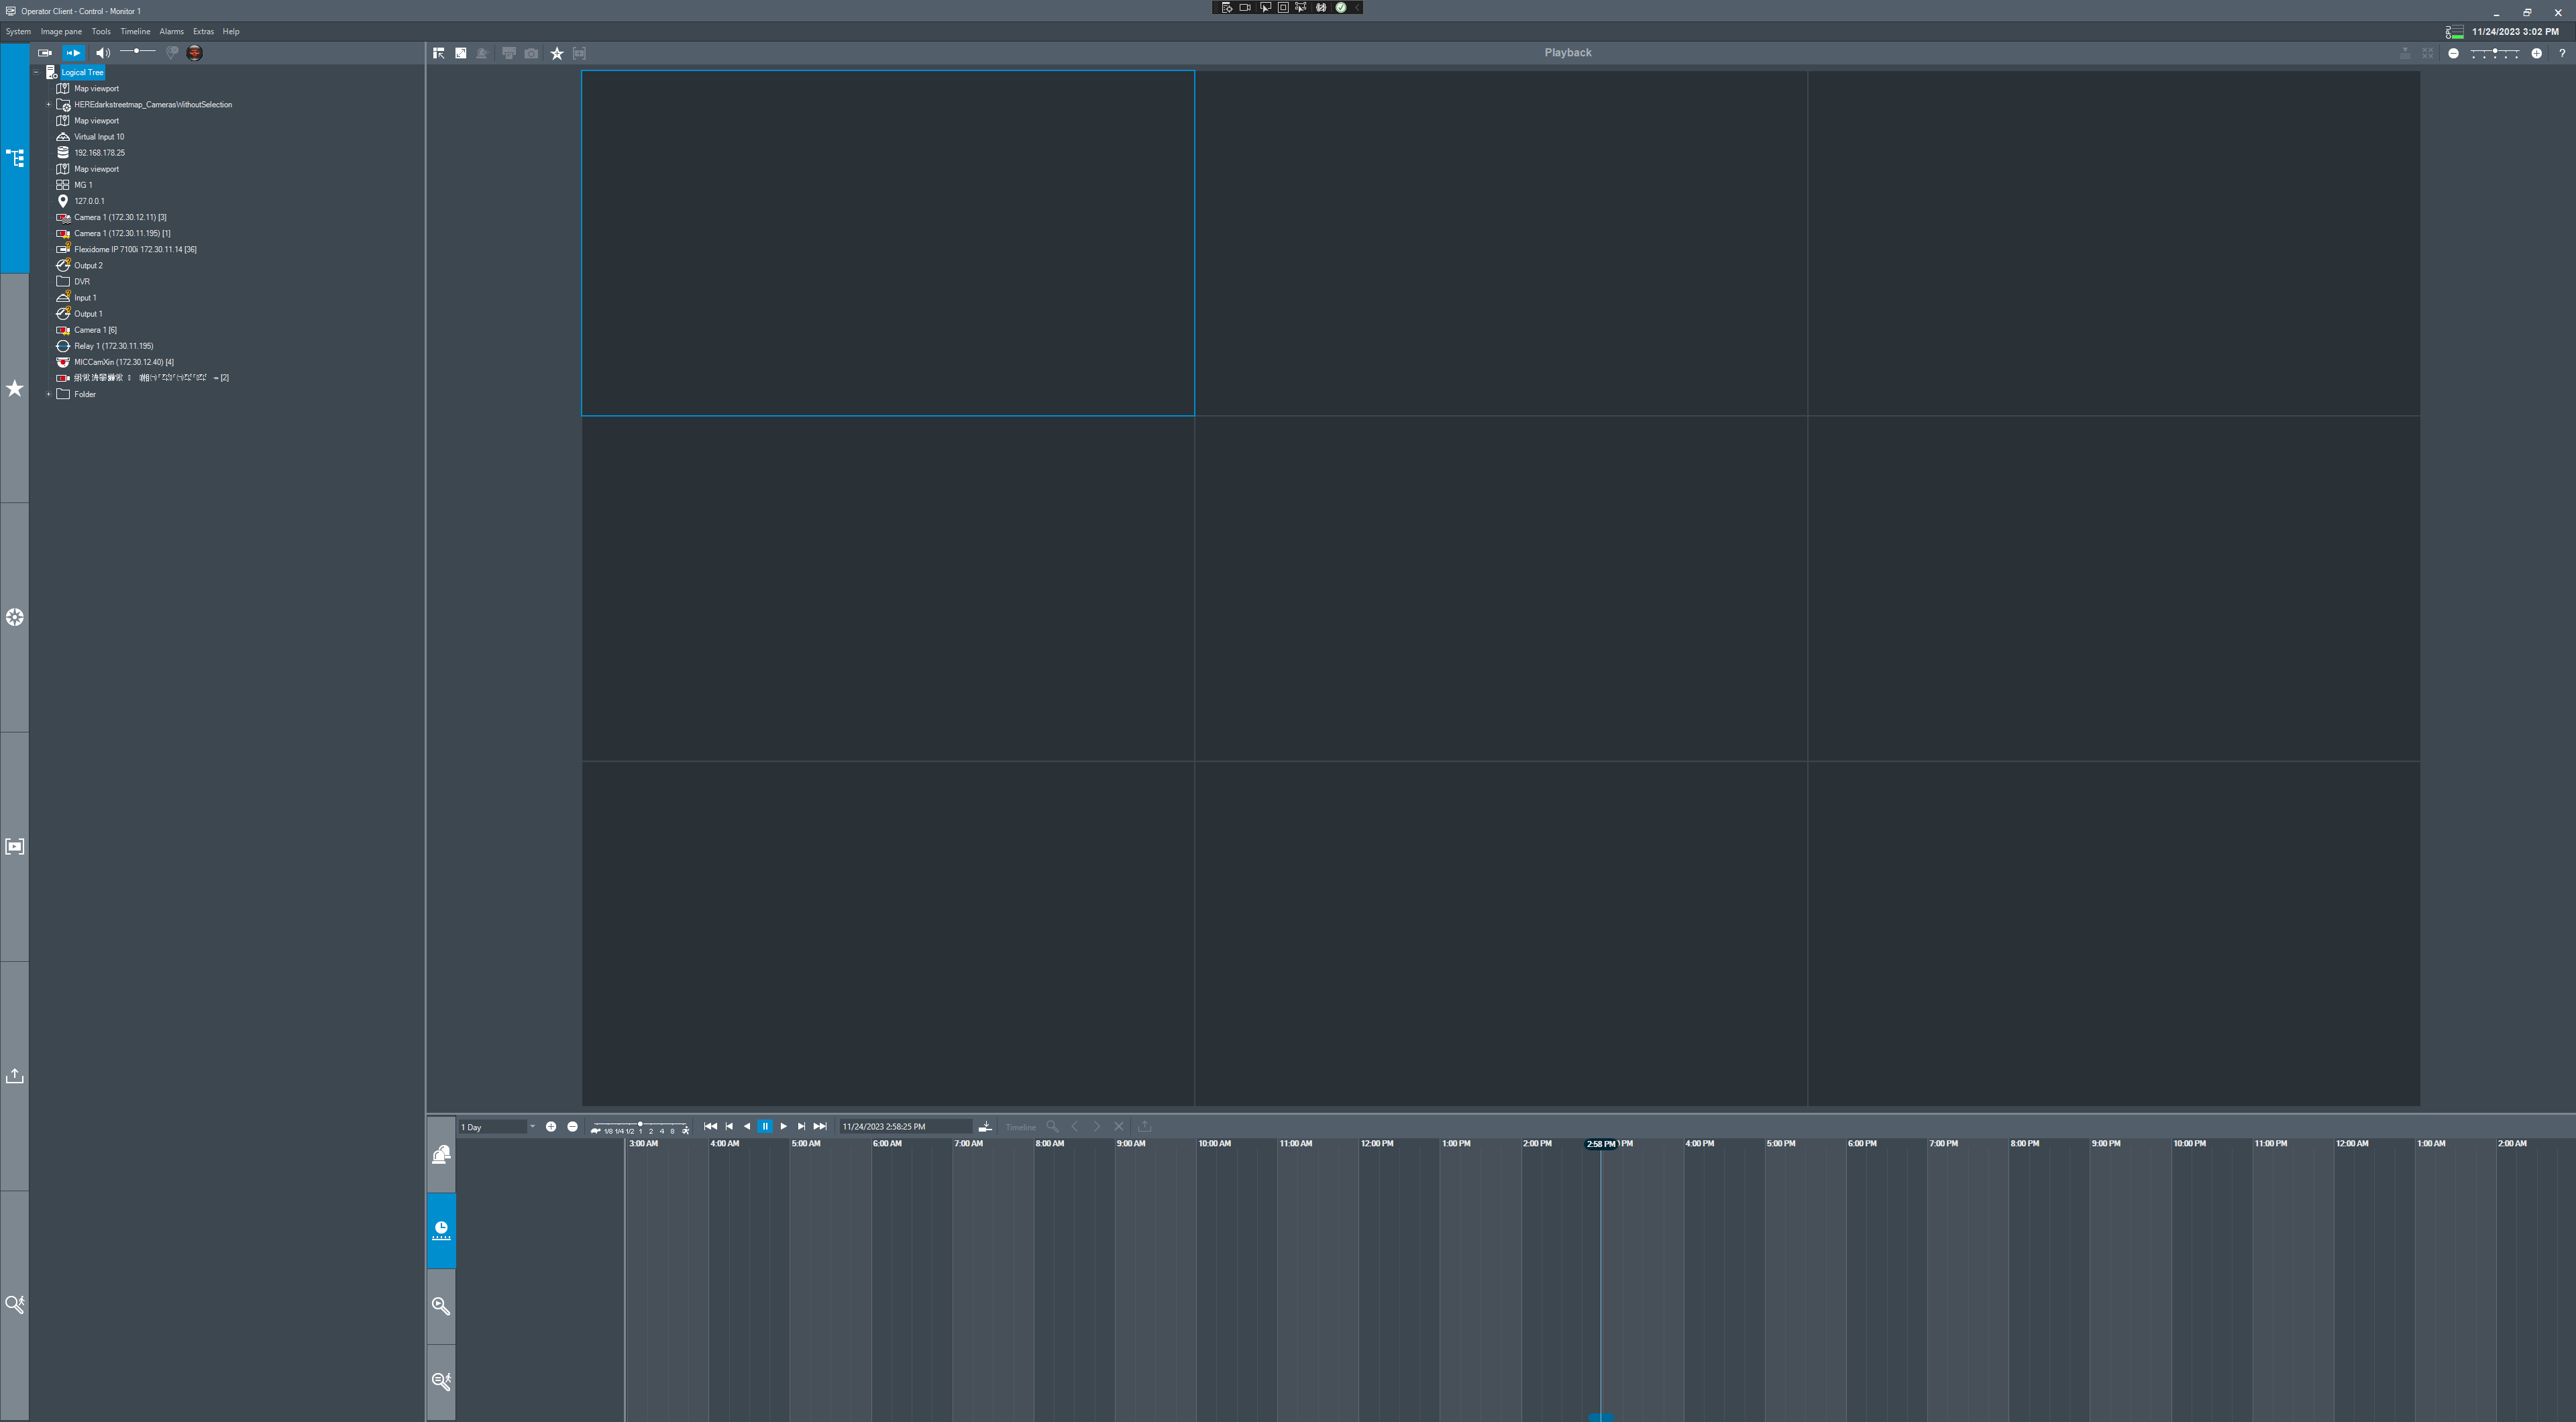 Operator Client - Control - Monitor 1
System Image pane Tools Timeline Alarms Extras Help
CPU 11/24/2023 3:02 PM
Playback
?
Logical Tree
Map viewport
HEREdarkstreetmap_CamerasWithoutSelection
Map viewport
Virtual Input 10
192.168.178.25
Map viewport
MG 1
127.0.0.1
Camera 1 (172.30.12.11) [3]
Camera 1 (172.30.11.195) [1]
Flexidome IP 7100i 172.30.11.14 [36]
Output 2
DVR
Input 1
Output 1
Camera 1 [6]
Relay 1 (172.30.11.195)
MICCamXin (172.30.12.40) [4]
[2]
Folder
1 Day 1/8 1/4 1/2 1 2 4 8 11/24/2023 2:58:25 PM Timeline
3:00 AM 4:00 AM 5:00 AM 6:00 AM 7:00 AM 8:00 AM 9:00 AM 10:00 AM 11:00 AM 12:00 PM 1:00 PM 2:00 PM 2:58 PM PM 4:00 PM 5:00 PM 6:00 PM 7:00 PM 8:00 PM 9:00 PM 10:00 PM 11:00 PM 12:00 AM 1:00 AM 2:00 AM